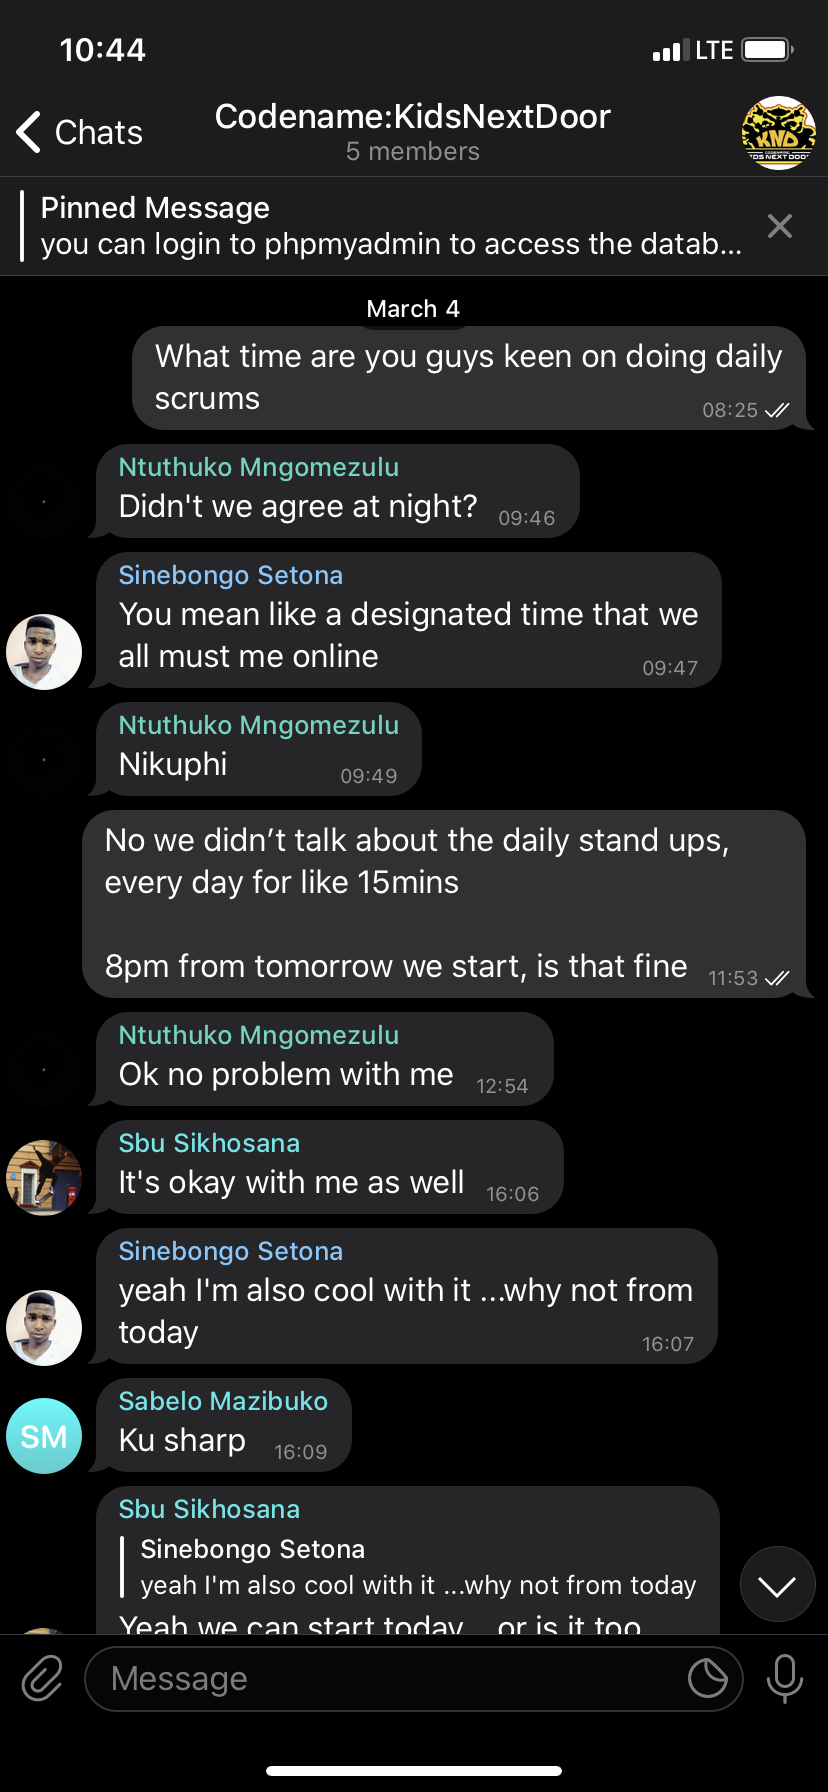 10:44
LTE
Chats
Codename:KidsNextDoor
5 members
KND
Pinned Message
you can login to phpmyadmin to access the datab...
March 4
What time are you guys keen on doing daily
scrums
08:25
Ntuthuko Mngomezulu
Didn't we agree at night?
09:46
Sinebongo Setona
You mean like a designated time that we
all must me online
09:47
Ntuthuko Mngomezulu
Nikuphi
09:49
No we didn't talk about the daily stand ups,
every day for like 15mins
8pm from tomorrow we start, is that fine
11:53
Ntuthuko Mngomezulu
Ok no problem with me
12:54
Sbu Sikhosana
It's okay with me as well
16:06
Sinebongo Setona
yeah I'm also cool with it ...why not from
today
16:07
SM
Sabelo Mazibuko
Ku sharp
16:09
Sbu Sikhosana
Sinebongo Setona
yeah I'm also cool with it ...why not from today
Yeah we can start today... or is it too
Message